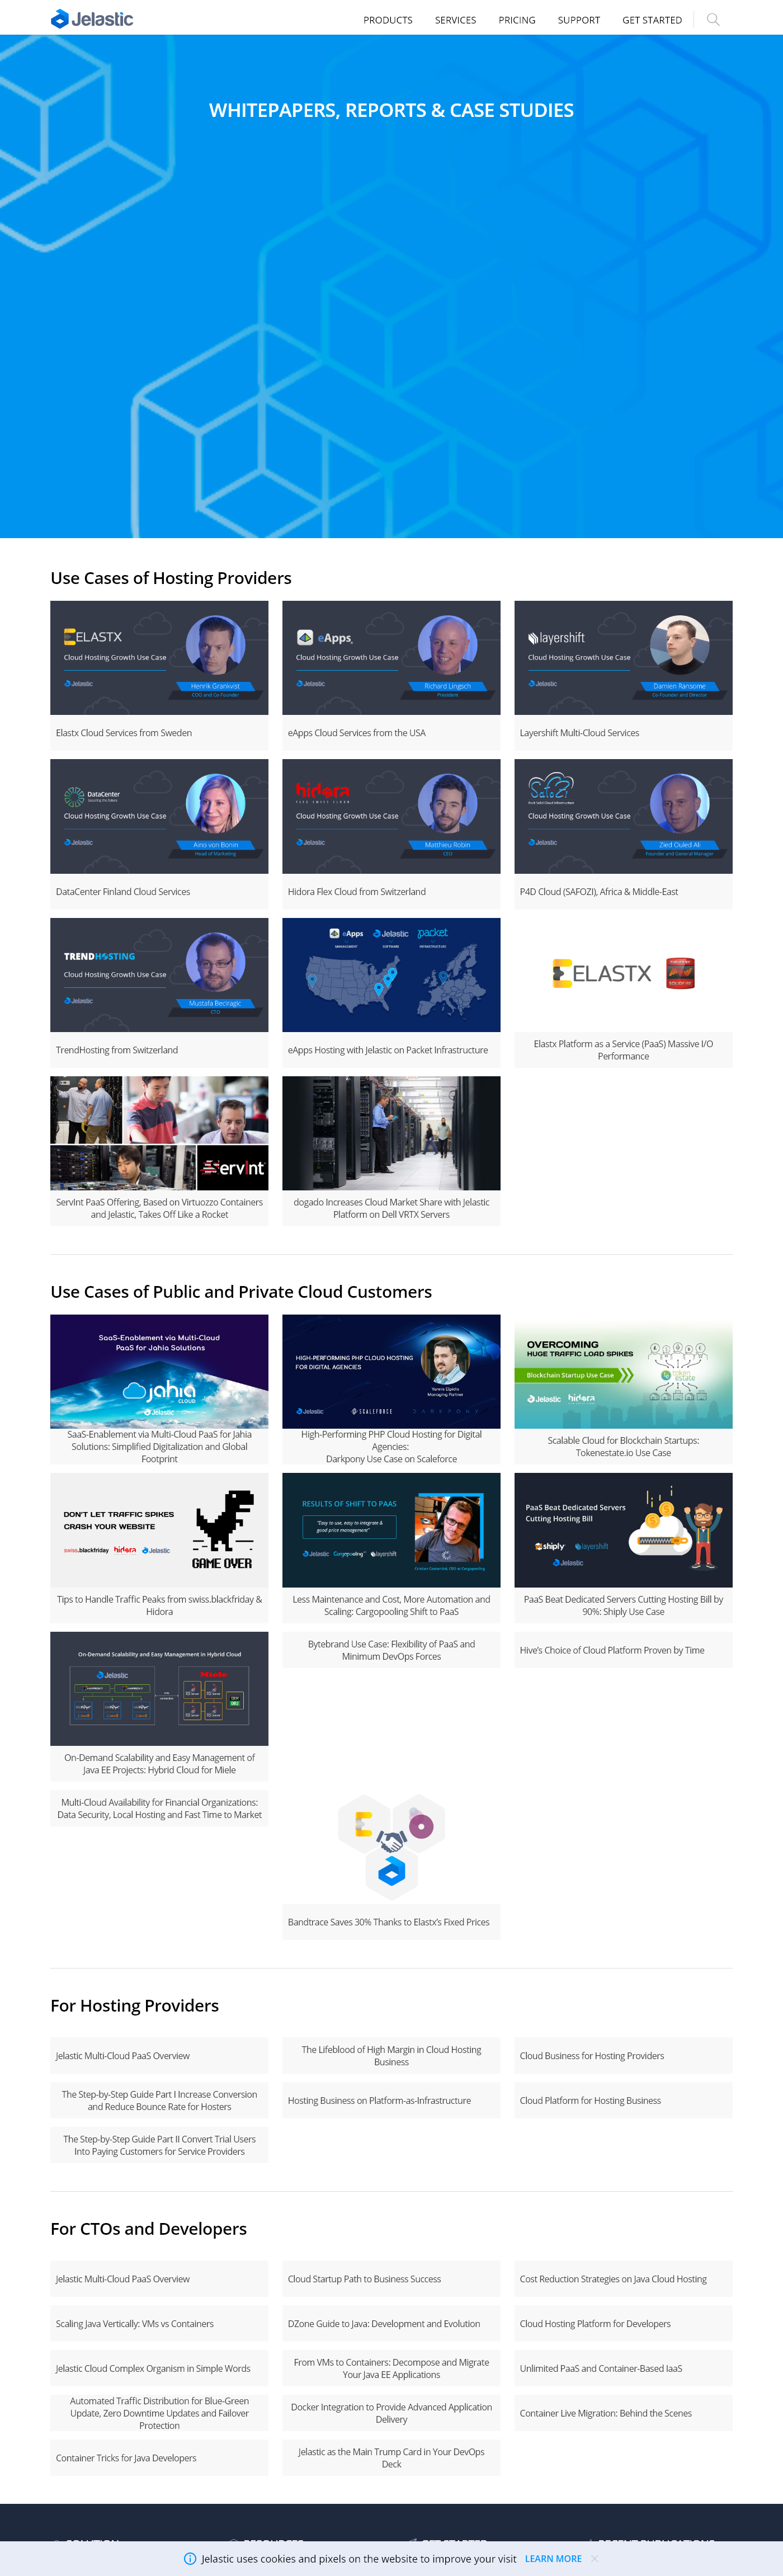 Jelastic
PRODUCTS
SERVICES
PRICING
SUPPORT
GET STARTED
WHITEPAPERS, REPORTS & CASE STUDIES
Use Cases of Hosting Providers
ELASTX
Cloud Hosting Growth Use Case
Jelastic
Henrik Grankvist
COO and Co-Founder
eApps
Cloud Hosting Growth Use Case
Jelastic
Richard Lingsch
President
layershift
Cloud Hosting Growth Use Case
Jelastic
Damien Ransome
Co-Founder and Director
Elastx Cloud Services from Sweden
eApps Cloud Services from the USA
Layershift Multi-Cloud Services
DataCenter
Cloud Hosting Growth Use Case
Jelastic
Aino von Bonin
Head of Marketing
hidora
FLEX SWISS CLOUD
Cloud Hosting Growth Use Case
Jelastic
Matthieu Robin
CEO
Safozi
Cloud Hosting Growth Use Case
Jelastic
Zied Ouled Ali
Founder and General Manager
DataCenter Finland Cloud Services
Hidora Flex Cloud from Switzerland
P4D Cloud (SAFOZI), Africa & Middle-East
TRENDHOSTING
Cloud Hosting Growth Use Case
Jelastic
Mustafa Beciragic
CTO
eApps
Jelastic
packet
MANAGEMENT
SOFTWARE
INFRASTRUCTURE
ELASTX
SOLIDFIRE
TrendHosting from Switzerland
eApps Hosting with Jelastic on Packet Infrastructure
Elastx Platform as a Service (PaaS) Massive I/O
Performance
servint
ServInt PaaS Offering, Based on Virtuozzo Containers
and Jelastic, Takes Off Like a Rocket
dogado Increases Cloud Market Share with Jelastic
Platform on Dell VRTX Servers
Use Cases of Public and Private Cloud Customers
SaaS-Enablement via Multi-Cloud
PaaS for Jahia Solutions
jahia
CLOUD
Jelastic
HIGH-PERFORMING PHP CLOUD HOSTING
FOR DIGITAL AGENCIES
Managing Partner
Jelastic
SCALEFORCE
DARKPONY
OVERCOMING
HUGE TRAFFIC LOAD SPIKES
Blockchain Startup Use Case
Jelastic
hidora
token
estate
SaaS-Enablement via Multi-Cloud PaaS for Jahia
Solutions: Simplified Digitalization and Global
Footprint
High-Performing PHP Cloud Hosting for Digital
Agencies:
Darkpony Use Case on Scaleforce
Scalable Cloud for Blockchain Startups:
Tokenestate.io Use Case
DON'T LET TRAFFIC SPIKES
CRASH YOUR WEBSITE
swiss.blackfriday
hidora
Jelastic
GAME OVER
RESULTS OF SHIFT TO PAAS
"Easy to use, easy to integrate &
good price management"
Jelastic
Cargopooling
layershift
PaaS Beat Dedicated Servers
Cutting Hosting Bill
shiply
layershift
Jelastic
Tips to Handle Traffic Peaks from swiss.blackfriday &
Hidora
Less Maintenance and Cost, More Automation and
Scaling: Cargopooling Shift to PaaS
PaaS Beat Dedicated Servers Cutting Hosting Bill by
90%: Shiply Use Case
On-Demand Scalability and Easy Management in Hybrid Cloud
Jelastic
Miele
Bytebrand Use Case: Flexibility of PaaS and
Minimum DevOps Forces
Hive's Choice of Cloud Platform Proven by Time
On-Demand Scalability and Easy Management of
Java EE Projects: Hybrid Cloud for Miele
Multi-Cloud Availability for Financial Organizations:
Data Security, Local Hosting and Fast Time to Market
Bandtrace Saves 30% Thanks to Elastx's Fixed Prices
For Hosting Providers
Jelastic Multi-Cloud PaaS Overview
The Lifeblood of High Margin in Cloud Hosting
Business
Cloud Business for Hosting Providers
The Step-by-Step Guide Part I Increase Conversion
and Reduce Bounce Rate for Hosters
Hosting Business on Platform-as-Infrastructure
Cloud Platform for Hosting Business
The Step-by-Step Guide Part II Convert Trial Users
Into Paying Customers for Service Providers
For CTOs and Developers
Jelastic Multi-Cloud PaaS Overview
Cloud Startup Path to Business Success
Cost Reduction Strategies on Java Cloud Hosting
Scaling Java Vertically: VMs vs Containers
DZone Guide to Java: Development and Evolution
Cloud Hosting Platform for Developers
Jelastic Cloud Complex Organism in Simple Words
From VMs to Containers: Decompose and Migrate
Your Java EE Applications
Unlimited PaaS and Container-Based IaaS
Automated Traffic Distribution for Blue-Green
Update, Zero Downtime Updates and Failover
Protection
Docker Integration to Provide Advanced Application
Delivery
Container Live Migration: Behind the Scenes
Container Tricks for Java Developers
Jelastic as the Main Trump Card in Your DevOps
Deck
Jelastic uses cookies and pixels on the website to improve your visit
LEARN MORE